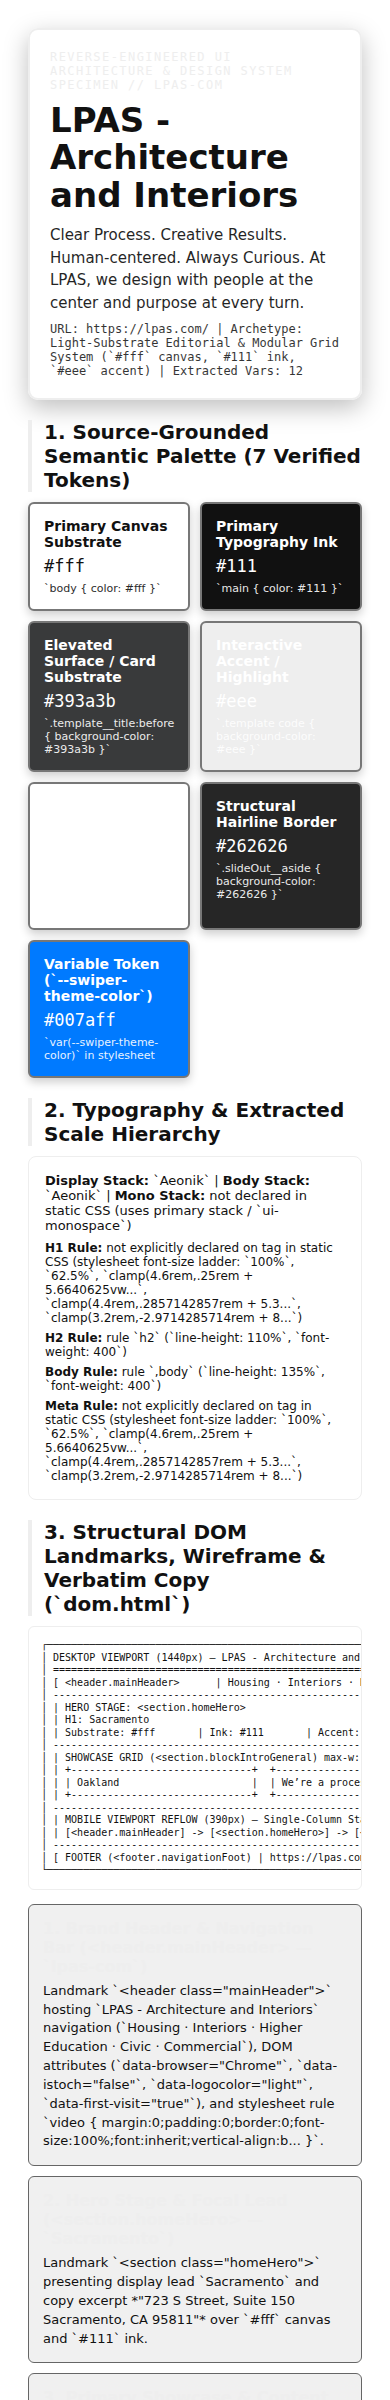 REVERSE-ENGINEERED UI
ARCHITECTURE & DESIGN SYSTEM
SPECIMEN // LPAS-COM
LPAS -
Architecture
and Interiors
Clear Process. Creative Results.
Human-centered. Always Curious. At
LPAS, we design with people at the
center and purpose at every turn.
URL: https://lpas.com/ | Archetype:
Light-Substrate Editorial & Modular Grid
System (`#fff` canvas, `#111` ink,
`#eee` accent) | Extracted Vars: 12
1. Source-Grounded
Semantic Palette (7 Verified
Tokens)
Primary Canvas
Substrate
#fff
`body { color: #fff }`
Primary
Typography Ink
#111
`main { color: #111 }`
Elevated
Surface / Card
Substrate
#393a3b
`.template__title:before
{ background-color:
#393a3b }`
Interactive
Accent /
Highlight
#eee
`.template code {
background-color:
#eee }`
Structural
Hairline Border
#262626
`.slideOut__aside {
background-color:
#262626 }`
Variable Token
(`--swiper-
theme-color`)
#007aff
`var(--swiper-theme-
color)` in stylesheet
2. Typography & Extracted
Scale Hierarchy
Display Stack: `Aeonik` | Body Stack:
`Aeonik` | Mono Stack: not declared in
static CSS (uses primary stack / `ui-
monospace`)
H1 Rule: not explicitly declared on tag in static
CSS (stylesheet font-size ladder: `100%`,
`62.5%`, `clamp(4.6rem,.25rem +
5.6640625vw...`,
`clamp(4.4rem,.2857142857rem + 5.3...`,
`clamp(3.2rem,-2.9714285714rem + 8...`)
H2 Rule: rule `h2` (`line-height: 110%`, `font-
weight: 400`)
Body Rule: rule `,body` (`line-height: 135%`,
`font-weight: 400`)
Meta Rule: not explicitly declared on tag in
static CSS (stylesheet font-size ladder: `100%`,
`62.5%`, `clamp(4.6rem,.25rem +
5.6640625vw...`,
`clamp(4.4rem,.2857142857rem + 5.3...`,
`clamp(3.2rem,-2.9714285714rem + 8...`)
3. Structural DOM
Landmarks, Wireframe &
Verbatim Copy
(`dom.html`)
DESKTOP VIEWPORT (1440px) — LPAS - Architecture and
[ <header.mainHeader> | Housing · Interiors ·
HERO STAGE: <section.homeHero>
H1: Sacramento
Substrate: #fff | Ink: #111 | Accent:
SHOWCASE GRID (<section.blockIntroGeneral) max-w:
| Oakland | | We’re a proce
MOBILE VIEWPORT REFLOW (390px) — Single-Column
[<header.mainHeader] -> [<section.homeHero>] ->
[ FOOTER (<footer.navigationFoot) | https://lpas.co
Landmark `<header class="mainHeader">`
hosting `LPAS - Architecture and Interiors`
navigation (`Housing · Interiors · Higher
Education · Civic · Commercial`), DOM
attributes (`data-browser="Chrome"`, `data-
istoch="false"`, `data-logocolor="light"`,
`data-first-visit="true"`), and stylesheet rule
`video { margin:0;padding:0;border:0;font-
size:100%;font:inherit;vertical-align:b... }`.
Landmark `<section class="homeHero">`
presenting display lead `Sacramento` and
copy excerpt *"723 S Street, Suite 150
Sacramento, CA 95811"* over `#fff` canvas
and `#111` ink.